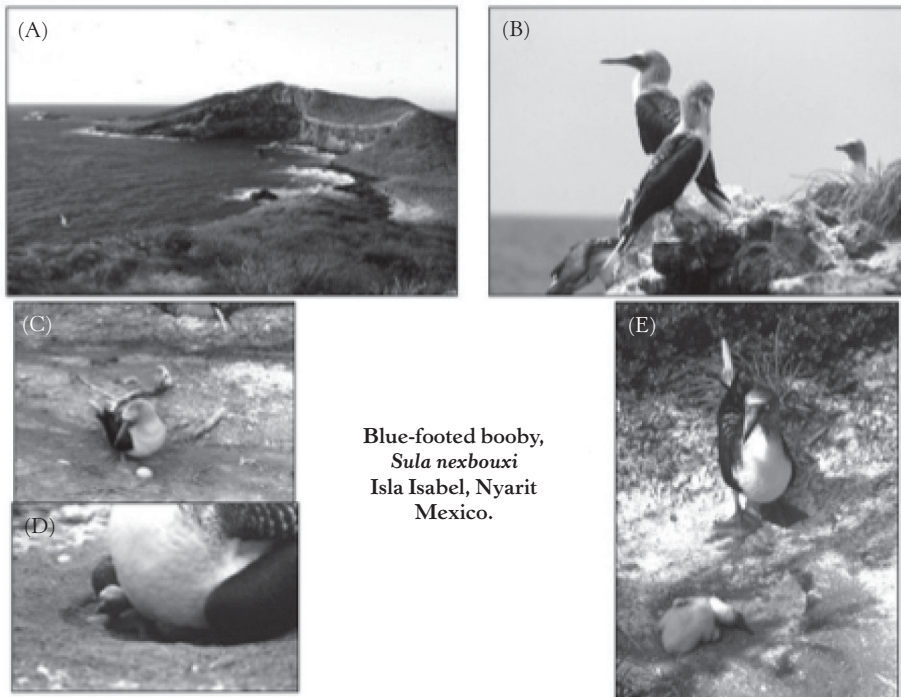 (A)
(B)
(C)
(D)
(E)
Blue-footed booby,
Sula nexbouxi
Isla Isabel, Nyarit
Mexico.